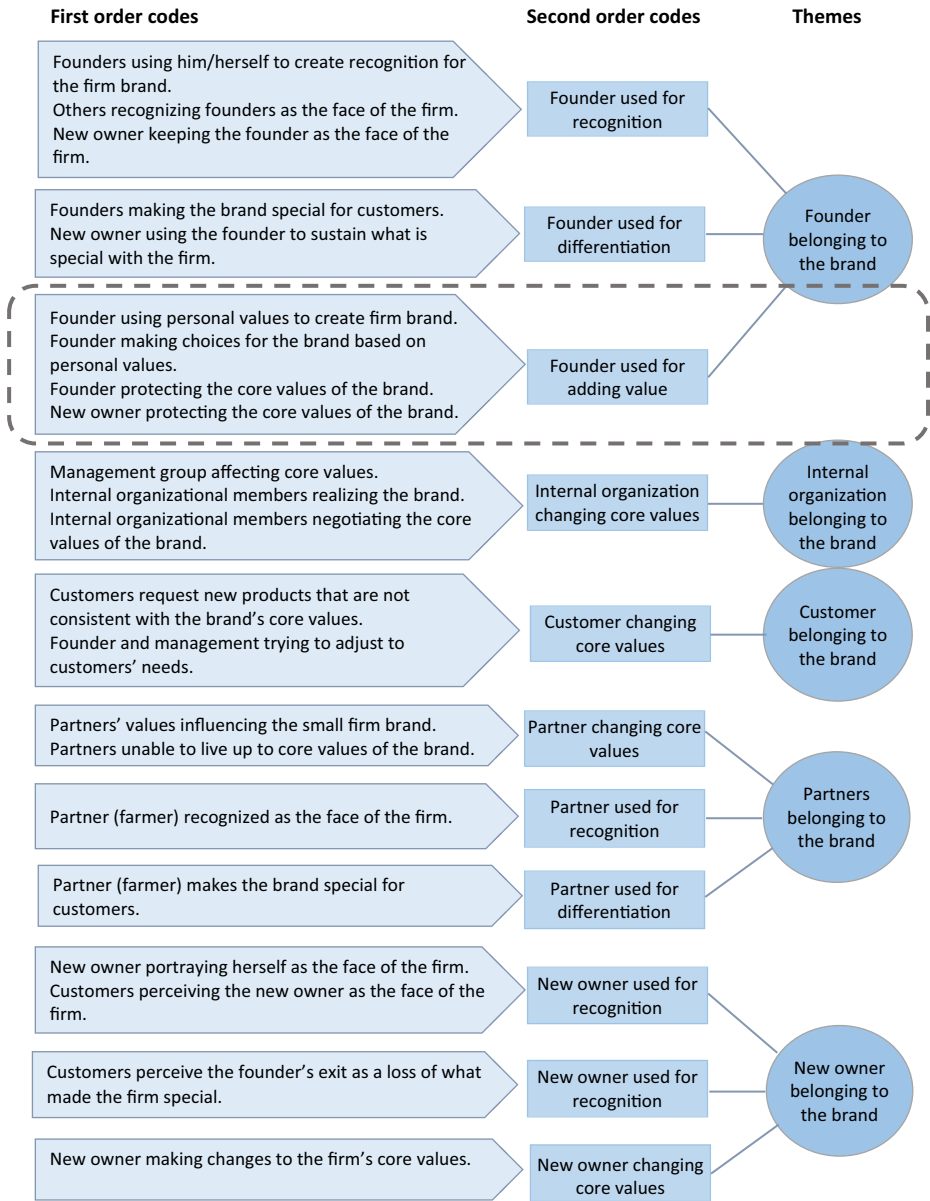 First order codes
Second order codes
Themes
Founders using him/herself to create recognition for
the firm brand.
Others recognizing founders as the face of the firm.
New owner keeping the founder as the face of the
firm.
Founder used for
recognition
Founders making the brand special for customers.
New owner using the founder to sustain what is
special with the firm.
Founder used for
differentiation
Founder
belonging to
the brand
Founder using personal values to create firm brand.
Founder making choices for the brand based on
personal values.
Founder protecting the core values of the brand.
New owner protecting the core values of the brand.
Founder used for
adding value
Management group affecting core values.
Internal organizational members realizing the brand.
Internal organizational members negotiating the core
values of the brand.
Internal organization
changing core values
Internal
organization
belonging to
the brand
Customers request new products that are not
consistent with the brand's core values.
Founder and management trying to adjust to
customers' needs.
Customer changing
core values
Customer
belonging to
the brand
Partners' values influencing the small firm brand.
Partners unable to live up to core values of the brand.
Partner changing core
values
Partner (farmer) recognized as the face of the firm.
Partner used for
recognition
Partners
belonging to
the brand
Partner (farmer) makes the brand special for
customers.
Partner used for
differentiation
New owner portraying herself as the face of the firm.
Customers perceiving the new owner as the face of the
firm.
New owner used for
recognition
Customers perceive the founder's exit as a loss of what
made the firm special.
New owner used for
recognition
New owner
belonging to
the brand
New owner making changes to the firm's core values.
New owner changing
core values